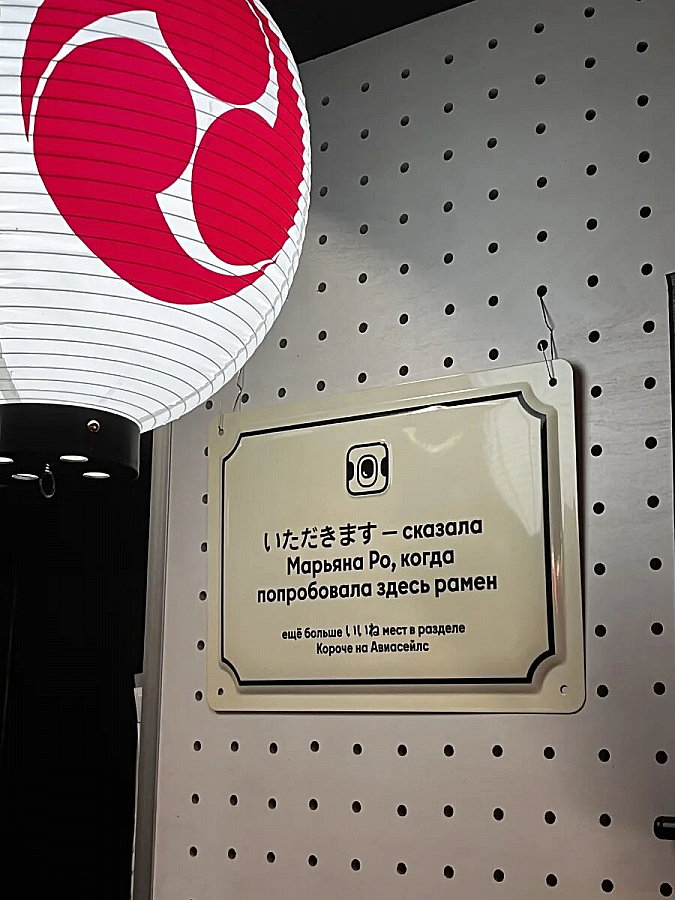 いただきます — сказала
Марьяна Ро, когда
попробовала здесь рамен
ещё больше いいね мест в разделе
Короче на Авиасейлс